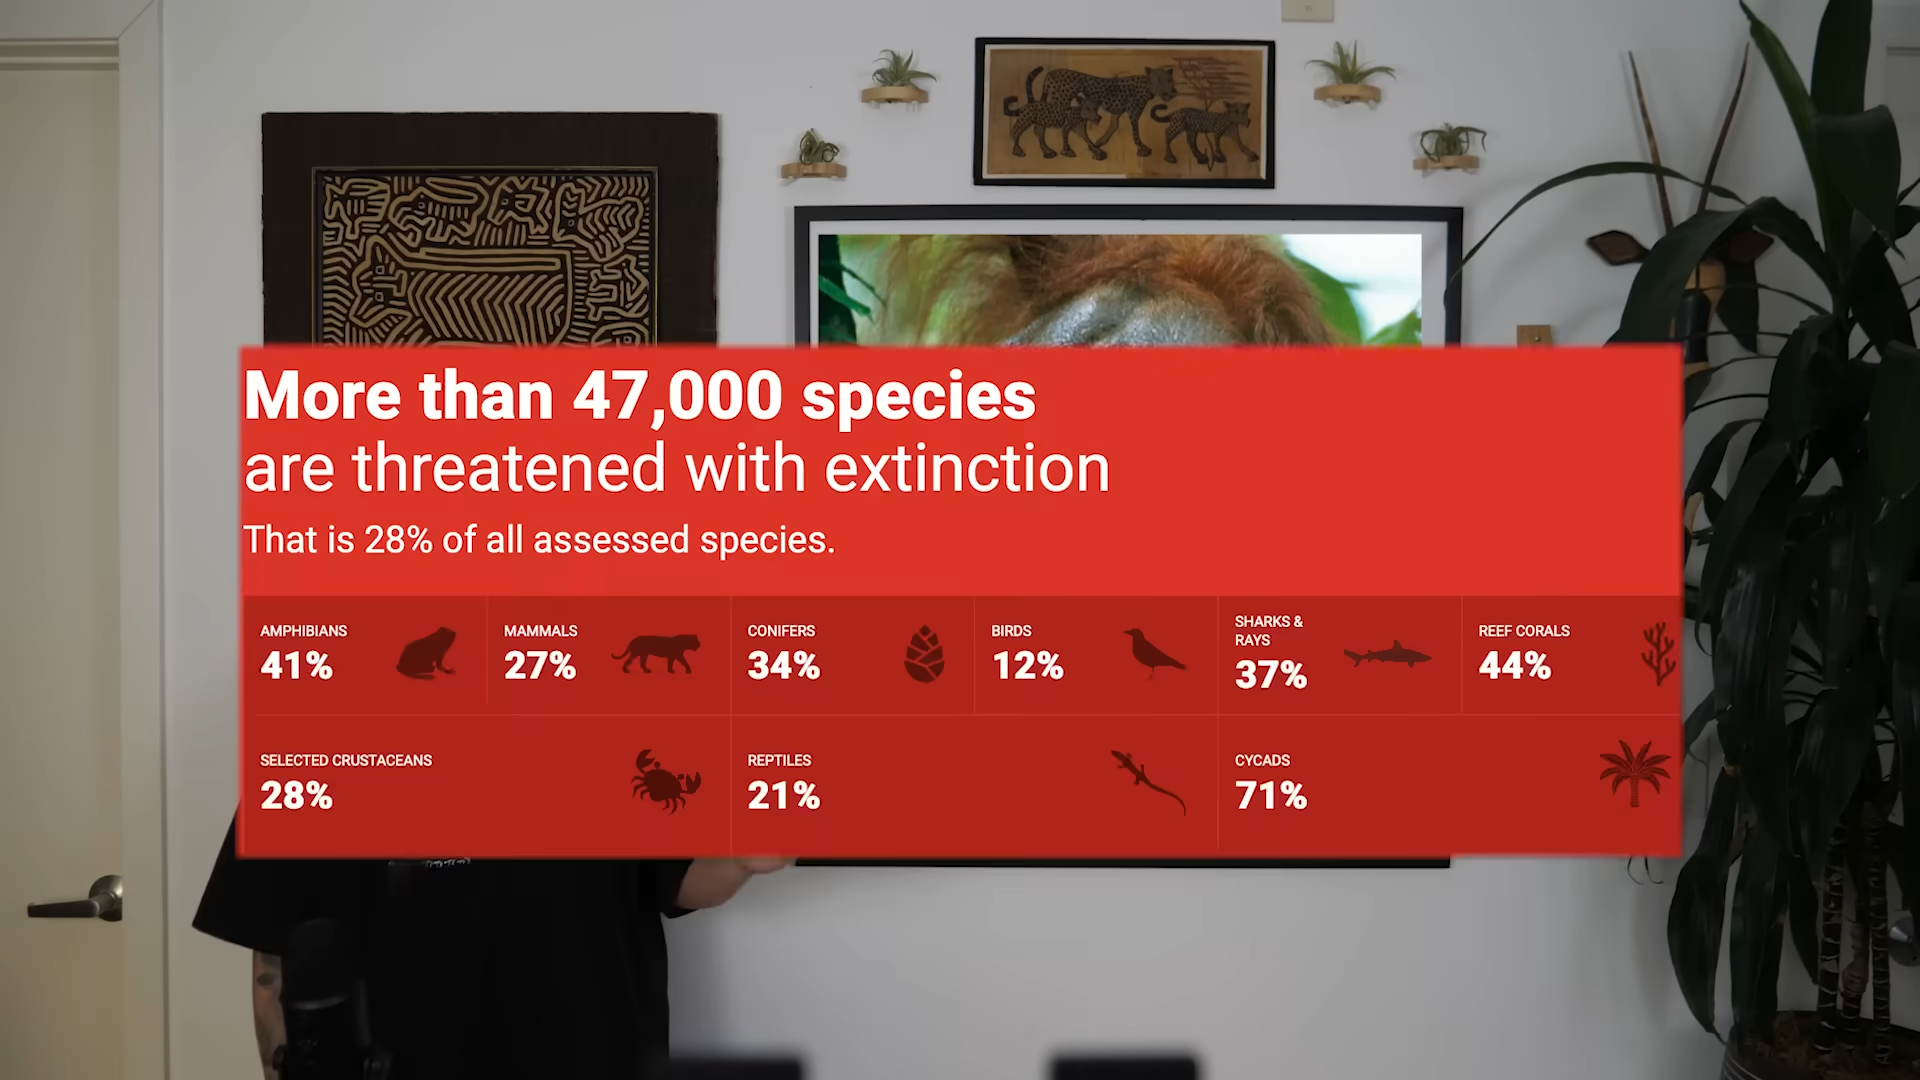 More than 47,000 species
are threatened with extinction
That is 28% of all assessed species.
AMPHIBIANS
41%
MAMMALS
27%
CONIFERS
34%
BIRDS
12%
SHARKS &
RAYS
37%
REEF CORALS
44%
SELECTED CRUSTACEANS
28%
REPTILES
21%
CYCADS
71%